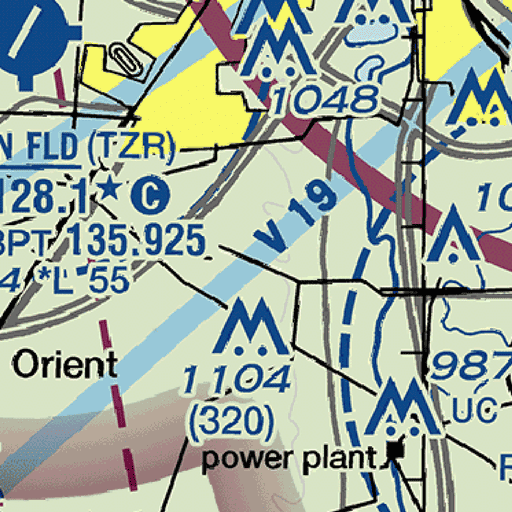 1048
N FLD (TZR)
128.1 * C
V 19
BPT 135.925
4 *L 55
Orient
1104
(320)
987
UC
power plant